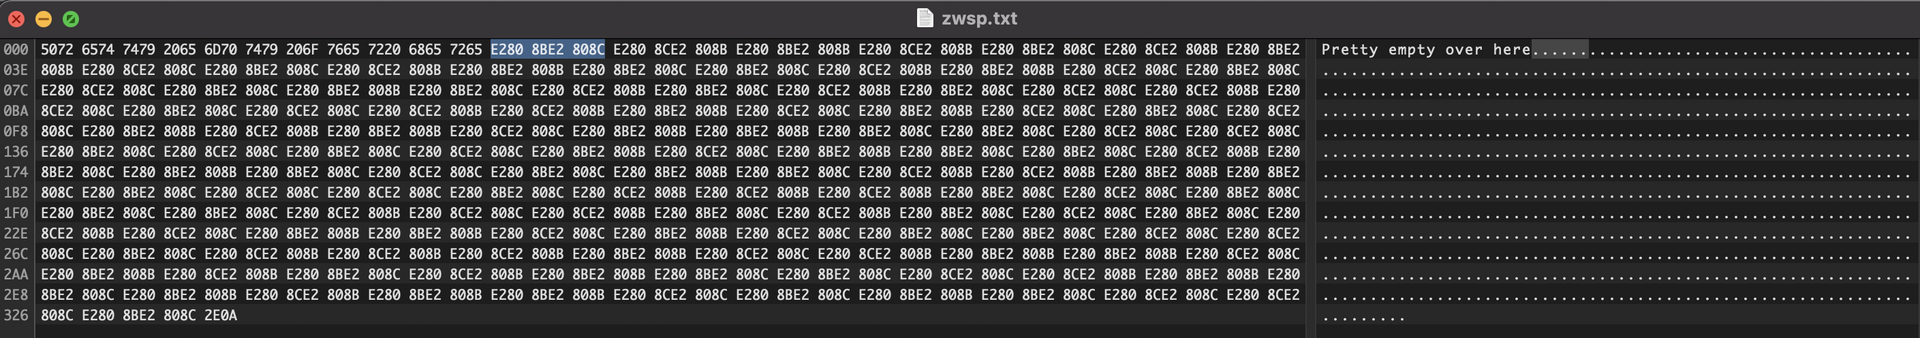 zwsp.txt
000 5072 6574 7479 2065 6D70 7479 206F 7665 7220 6865 7265 E280 8BE2 808C E280 8CE2 808B E280 8BE2 808B E280 8CE2 808B E280 8BE2 808C E280 8CE2 808B E280 8BE2 Pretty empty over here........................................
03E 808B E280 8CE2 808C E280 8BE2 808C E280 8CE2 808B E280 8BE2 808B E280 8BE2 808C E280 8BE2 808C E280 8CE2 808B E280 8BE2 808C E280 8CE2 808C E280 8BE2 808C ..............................................................
07C E280 8CE2 808C E280 8BE2 808C E280 8BE2 808B E280 8BE2 808C E280 8CE2 808B E280 8BE2 808C E280 8CE2 808B E280 8BE2 808C E280 8CE2 808C E280 8CE2 808B E280 ..............................................................
0BA 8CE2 808C E280 8BE2 808C E280 8CE2 808C E280 8CE2 808B E280 8CE2 808B E280 8BE2 808B E280 8CE2 808C E280 8BE2 808B E280 8CE2 808C E280 8BE2 808C E280 8CE2 ..............................................................
0F8 808C E280 8BE2 808B E280 8CE2 808B E280 8BE2 808B E280 8CE2 808C E280 8BE2 808B E280 8BE2 808B E280 8BE2 808C E280 8BE2 808C E280 8CE2 808C E280 8CE2 808C ..............................................................
136 E280 8BE2 808C E280 8CE2 808C E280 8BE2 808C E280 8CE2 808C E280 8BE2 808B E280 8CE2 808C E280 8BE2 808B E280 8BE2 808C E280 8BE2 808C E280 8CE2 808B E280 ..............................................................
174 8BE2 808C E280 8BE2 808B E280 8BE2 808C E280 8CE2 808C E280 8BE2 808C E280 8CE2 808C E280 8BE2 808B E280 8CE2 808C E280 8CE2 808B E280 8BE2 808B E280 8BE2 ..............................................................
1B2 808C E280 8BE2 808C E280 8CE2 808C E280 8CE2 808C E280 8BE2 808C E280 8CE2 808B E280 8CE2 808B E280 8CE2 808B E280 8BE2 808C E280 8CE2 808C E280 8BE2 808C ..............................................................
1F0 E280 8BE2 808C E280 8BE2 808C E280 8CE2 808B E280 8CE2 808C E280 8CE2 808B E280 8BE2 808C E280 8CE2 808B E280 8BE2 808C E280 8CE2 808C E280 8BE2 808C E280 ..............................................................
22E 8CE2 808B E280 8CE2 808C E280 8BE2 808B E280 8BE2 808C E280 8CE2 808B E280 8BE2 808C E280 8CE2 808B E280 8BE2 808C E280 8BE2 808C E280 8CE2 808C E280 8CE2 ..............................................................
26C 808C E280 8BE2 808C E280 8CE2 808B E280 8BE2 808C E280 8CE2 808B E280 8BE2 808C E280 8CE2 808C E280 8CE2 808B E280 8CE2 808C E280 8BE2 808B E280 8CE2 808C ..............................................................
2AA E280 8BE2 808B E280 8CE2 808B E280 8BE2 808C E280 8CE2 808B E280 8BE2 808B E280 8BE2 808C E280 8BE2 808C E280 8CE2 808C E280 8CE2 808B E280 8BE2 808B E280 ..............................................................
2E8 8BE2 808C E280 8BE2 808B E280 8CE2 808B E280 8BE2 808B E280 8BE2 808B E280 8CE2 808C E280 8BE2 808C E280 8BE2 808B E280 8BE2 808C E280 8CE2 808C E280 8CE2 ..............................................................
326 808C E280 8BE2 808C 2E0A .........